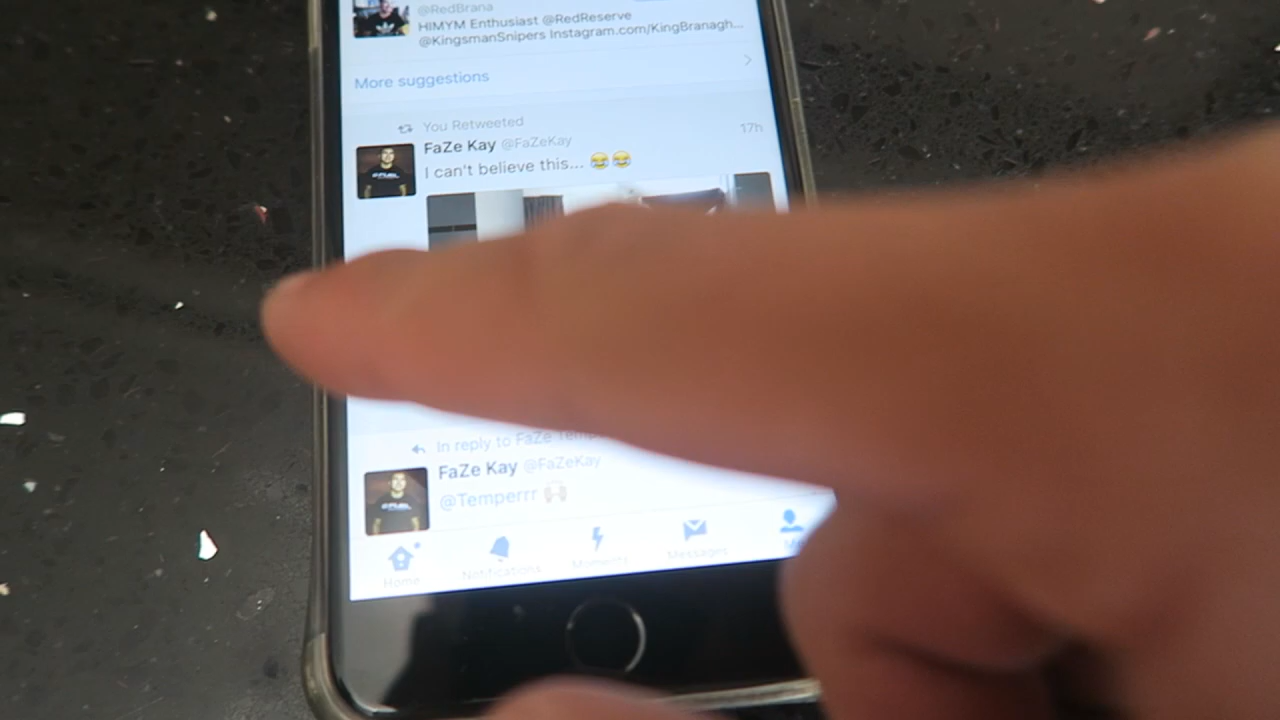 @RedBrana
HIMYM Enthusiast @RedReserve
@KingsmanSnipers Instagram.com/KingBranagh...
More suggestions
You Retweeted
FaZe Kay @FaZeKay 17h
I can't believe this... 😂😂
In reply to FaZe Temp
FaZe Kay @FaZeKay
@Temperrr 🙌
Home
Notifications
Moments
Messages